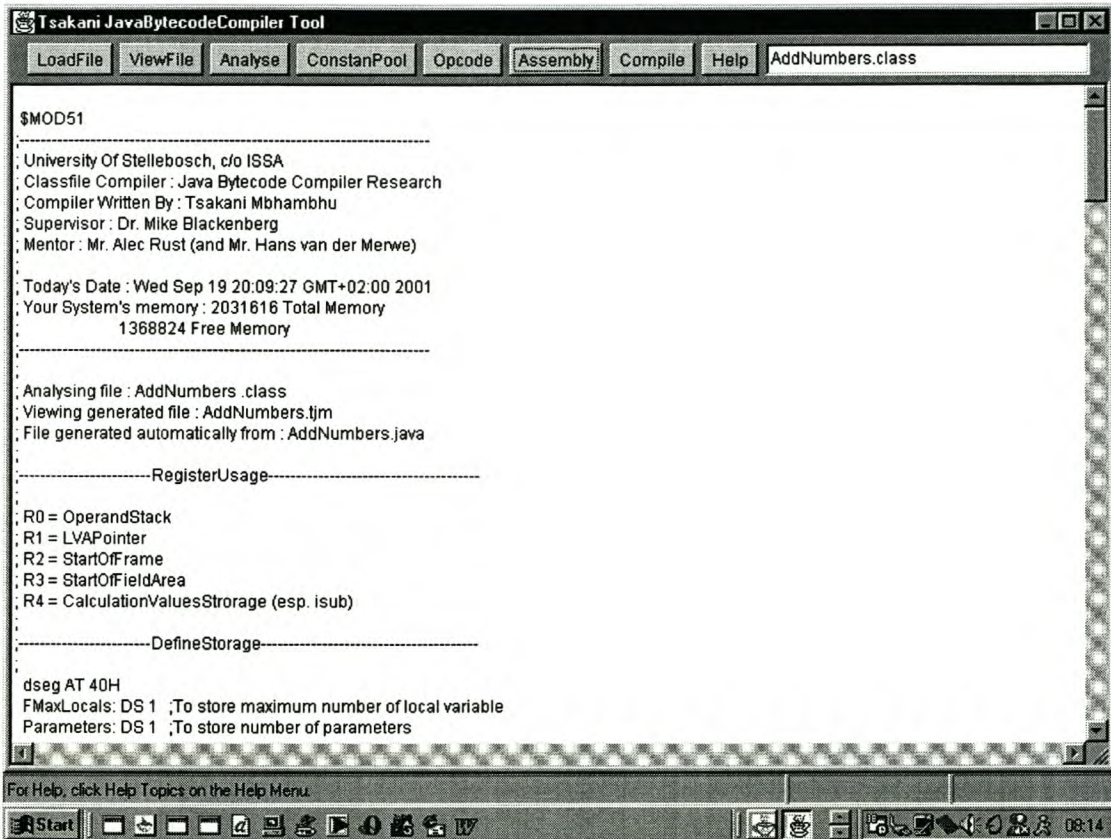 Tsakani JavaBytecodeCompiler Tool
LoadFile ViewFile Analyse ConstanPool Opcode Assembly Compile Help AddNumbers.class
$MOD51
;-----------------------------------------------------------------------------
; University Of Stellebosch, c/o ISSA
; Classfile Compiler : Java Bytecode Compiler Research
; Compiler Written By : Tsakani Mbhambhu
; Supervisor : Dr. Mike Blackenberg
; Mentor : Mr. Alec Rust (and Mr. Hans van der Merwe)
;
; Today's Date : Wed Sep 19 20:09:27 GMT+02:00 2001
; Your System's memory : 2031616 Total Memory
; 1368824 Free Memory
;-----------------------------------------------------------------------------
;
; Analysing file : AddNumbers .class
; Viewing generated file : AddNumbers.tjm
; File generated automatically from : AddNumbers.java
;
;-------------------------RegisterUsage----------------------------------------
;
; R0 = OperandStack
; R1 = LVAPointer
; R2 = StartOfFrame
; R3 = StartOfFieldArea
; R4 = CalculationValuesStrorage (esp. isub)
;
;-------------------------DefineStorage-----------------------------------------
;
dseg AT 40H
FMaxLocals: DS 1 ;To store maximum number of local variable
Parameters: DS 1 ;To store number of parameters
For Help, click Help Topics on the Help Menu.
Start 08:14